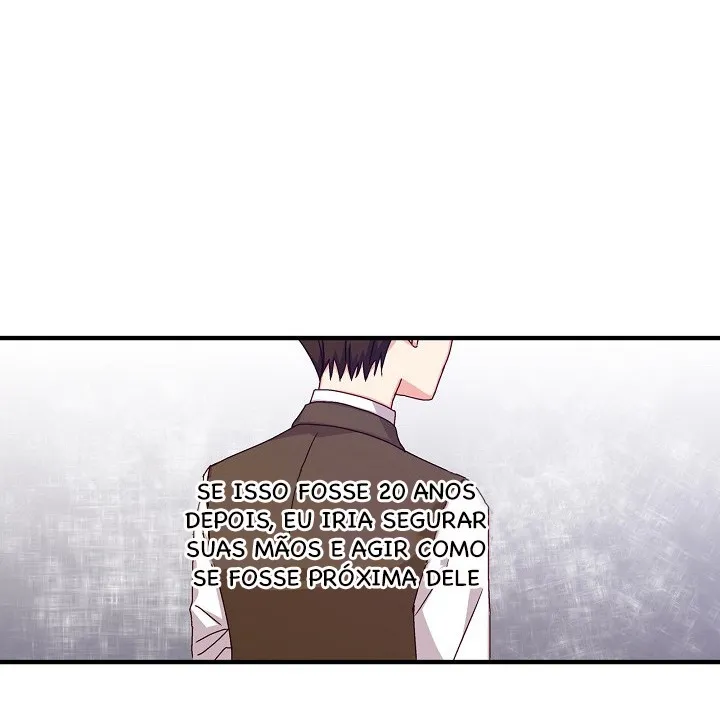 SE ISSO FOSSE 20 ANOS
DEPOIS, EU IRIA SEGURAR
SUAS MÃOS E AGIR COMO
SE FOSSE PRÓXIMA DELE